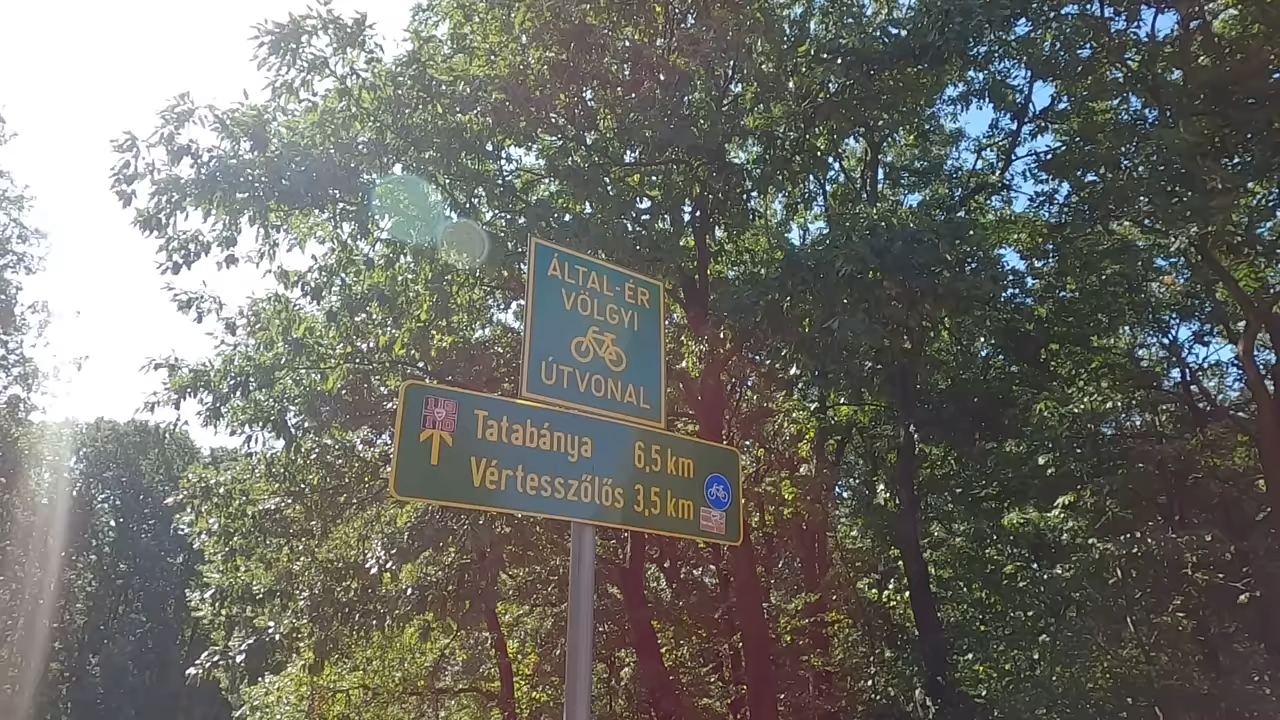 ÁLTAL-ÉR
VÖLGYI
ÚTVONAL
Tatabánya 6,5 km
Vértesszőlős 3,5 km